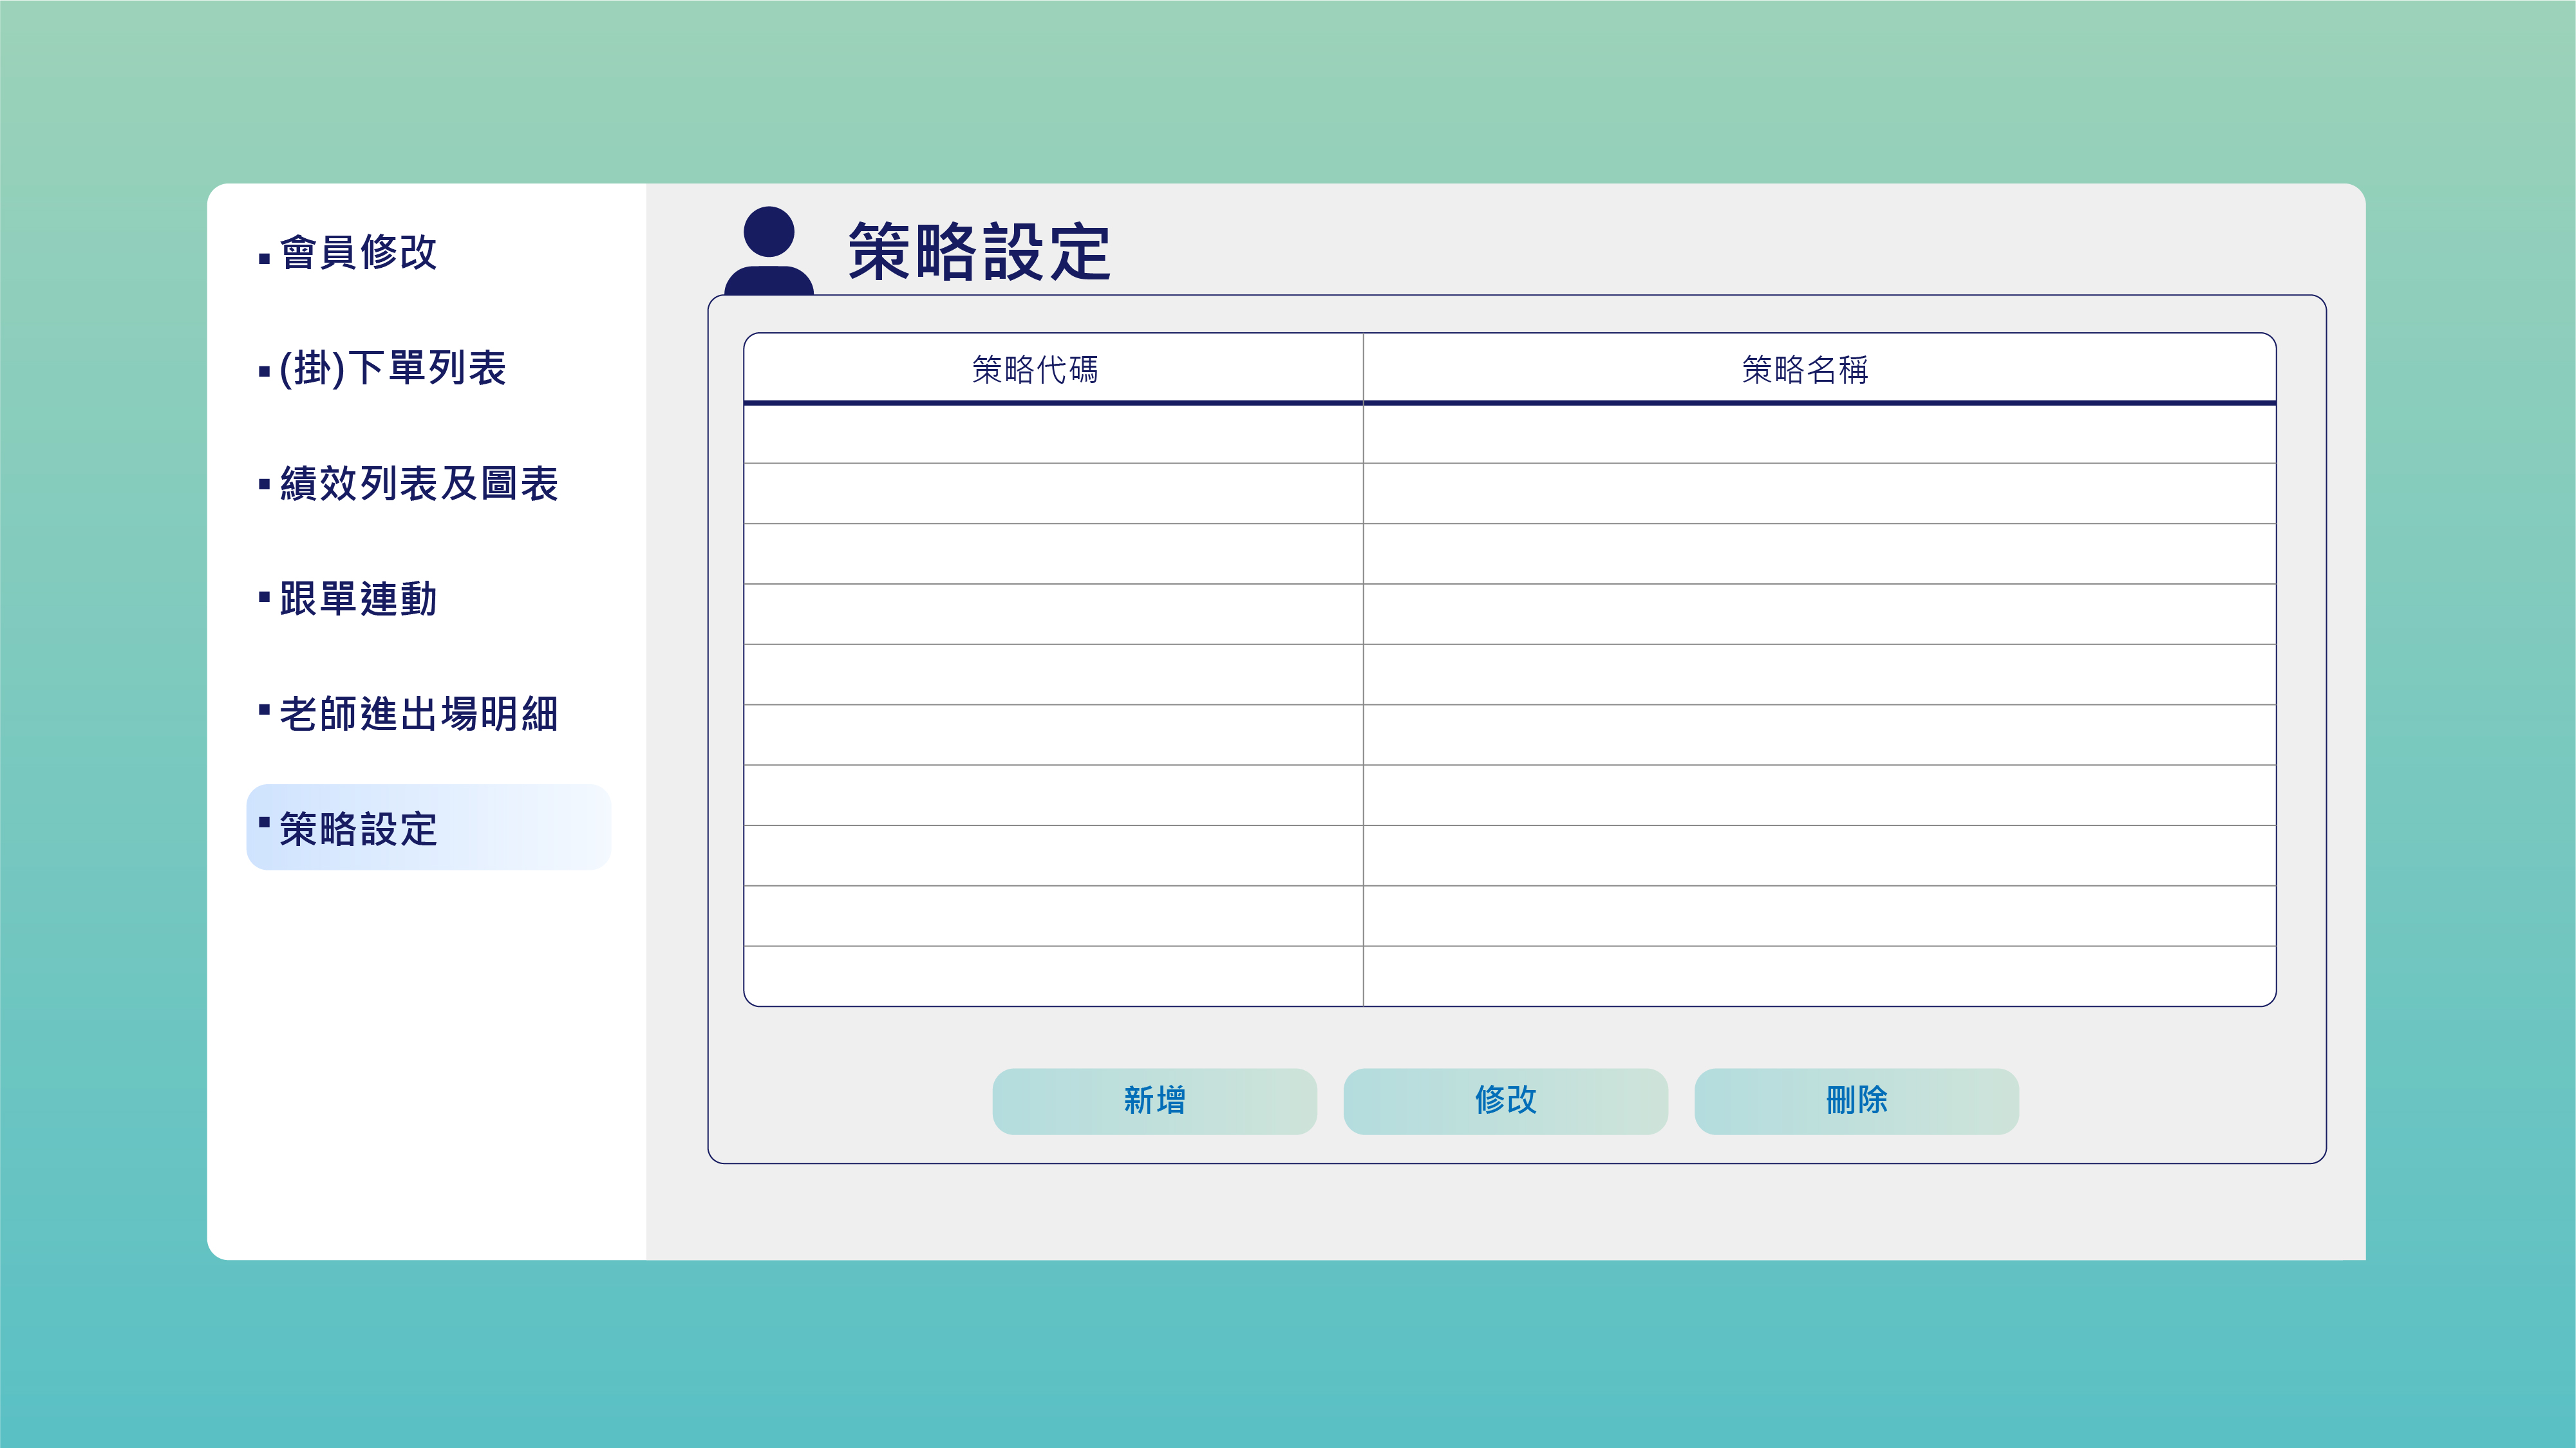 會員修改
(掛)下單列表
績效列表及圖表
跟單連動
老師進出場明細
策略設定
策略設定
策略代碼 策略名稱
新增 修改 刪除